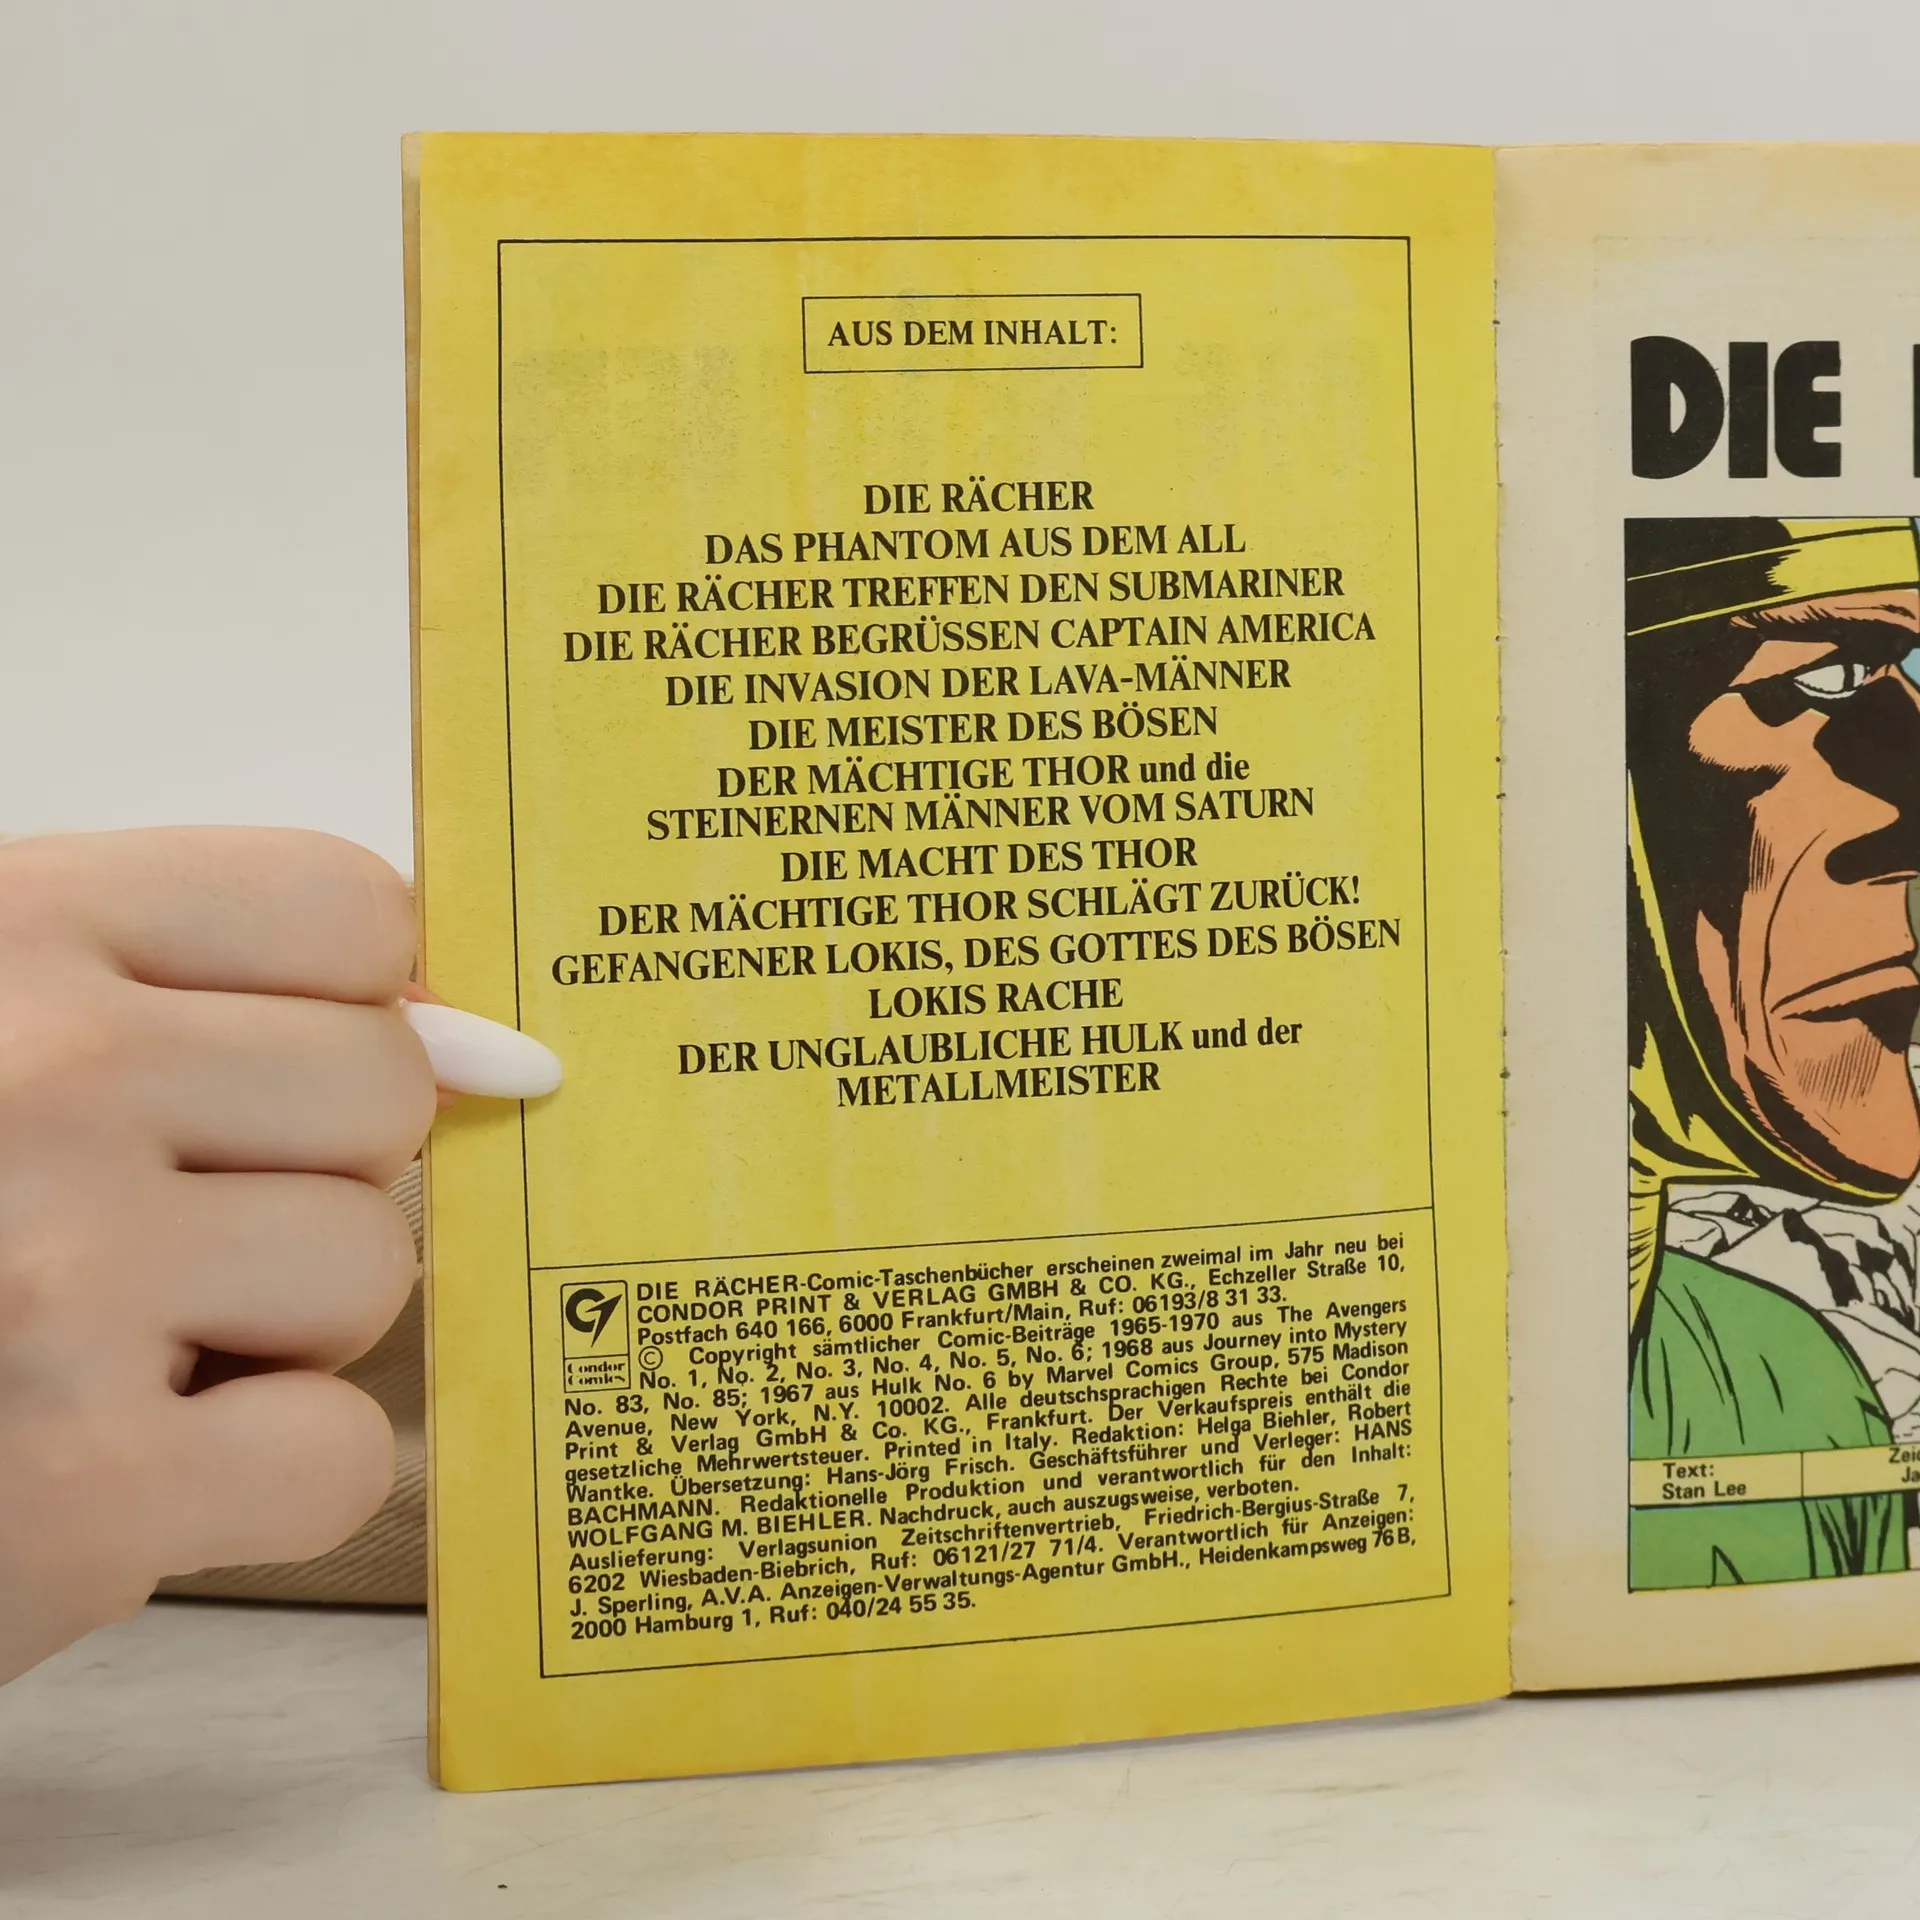 AUS DEM INHALT:
DIE RÄCHER
DAS PHANTOM AUS DEM ALL
DIE RÄCHER TREFFEN DEN SUBMARINER
DIE RÄCHER BEGRÜSSEN CAPTAIN AMERICA
DIE INVASION DER LAVA-MÄNNER
DIE MEISTER DES BÖSEN
DER MÄCHTIGE THOR und die
STEINERNEN MÄNNER VOM SATURN
DIE MACHT DES THOR
DER MÄCHTIGE THOR SCHLÄGT ZURÜCK!
GEFANGENER LOKIS, DES GOTTES DES BÖSEN
LOKIS RACHE
DER UNGLAUBLICHE HULK und der
METALLMEISTER
Condor
Comics
DIE RÄCHER-Comic-Taschenbücher erscheinen zweimal im Jahr neu bei
CONDOR PRINT & VERLAG GMBH & CO. KG., Echzeller Straße 10,
Postfach 640 166, 6000 Frankfurt/Main, Ruf: 06193/8 31 33.
© Copyright sämtlicher Comic-Beiträge 1965-1970 aus The Avengers
No. 1, No. 2, No. 3, No. 4, No. 5, No. 6; 1968 aus Journey into Mystery
No. 83, No. 85; 1967 aus Hulk No. 6 by Marvel Comics Group, 575 Madison
Avenue, New York, N.Y. 10002. Alle deutschsprachigen Rechte bei Condor
Print & Verlag GmbH & Co. KG., Frankfurt. Der Verkaufspreis enthält die
gesetzliche Mehrwertsteuer. Printed in Italy. Redaktion: Helga Biehler, Robert
Wantke. Übersetzung: Hans-Jörg Frisch. Geschäftsführer und Verleger: HANS
BACHMANN. Redaktionelle Produktion und verantwortlich für den Inhalt:
WOLFGANG M. BIEHLER. Nachdruck, auch auszugsweise, verboten.
Auslieferung: Verlagsunion Zeitschriftenvertrieb, Friedrich-Bergius-Straße 7,
6202 Wiesbaden-Biebrich, Ruf: 06121/27 71/4. Verantwortlich für Anzeigen:
J. Sperling, A.V.A. Anzeigen-Verwaltungs-Agentur GmbH., Heidenkampsweg 76 B,
2000 Hamburg 1, Ruf: 040/24 55 35.
DIE
Text:
Stan Lee